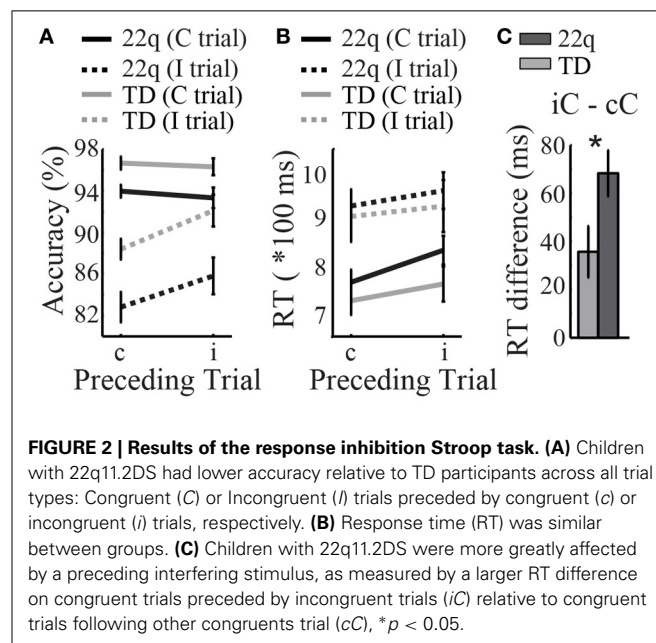 A
22q (C trial)
22q (I trial)
TD (C trial)
TD (I trial)
98
94
90
86
82
Accuracy (%)
c
i
Preceding Trial
B
22q (C trial)
22q (I trial)
TD (C trial)
TD (I trial)
10
9
8
7
RT ( *100 ms)
c
i
Preceding Trial
C
22q
TD
iC - cC
80
60
40
20
0
RT difference (ms)
*
FIGURE 2 | Results of the response inhibition Stroop task. (A) Children
with 22q11.2DS had lower accuracy relative to TD participants across all trial
types: Congruent (C) or Incongruent (I) trials preceded by congruent (c) or
incongruent (i) trials, respectively. (B) Response time (RT) was similar
between groups. (C) Children with 22q11.2DS were more greatly affected
by a preceding interfering stimulus, as measured by a larger RT difference
on congruent trials preceded by incongruent trials (iC) relative to congruent
trials following other congruents trial (cC), *p < 0.05.